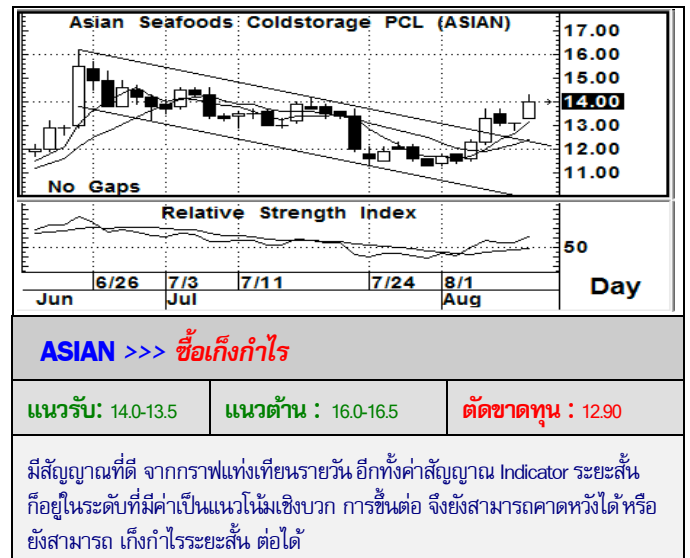 Asian Seafoods Coldstorage PCL (ASIAN)
17.00
16.00
15.00
14.00
13.00
12.00
11.00
No Gaps
Relative Strength Index
50
6/26 7/3 7/11 7/24 8/1
Jun Jul Aug
Day
ASIAN >>> ซื้อเก็งกำไร
แนวรับ: 14.0-13.5 แนวต้าน : 16.0-16.5 ตัดขาดทุน : 12.90
มีสัญญาณที่ดี จากกราฟแท่งเทียนรายวัน อีกทั้งค่าสัญญาณ Indicator ระยะสั้น
ก็อยู่ในระดับที่มีค่าเป็นแนวโน้มเชิงบวก การขึ้นต่อ จึงยังสามารถคาดหวังได้ หรือ
ยังสามารถ เก็งกำไรระยะสั้น ต่อได้